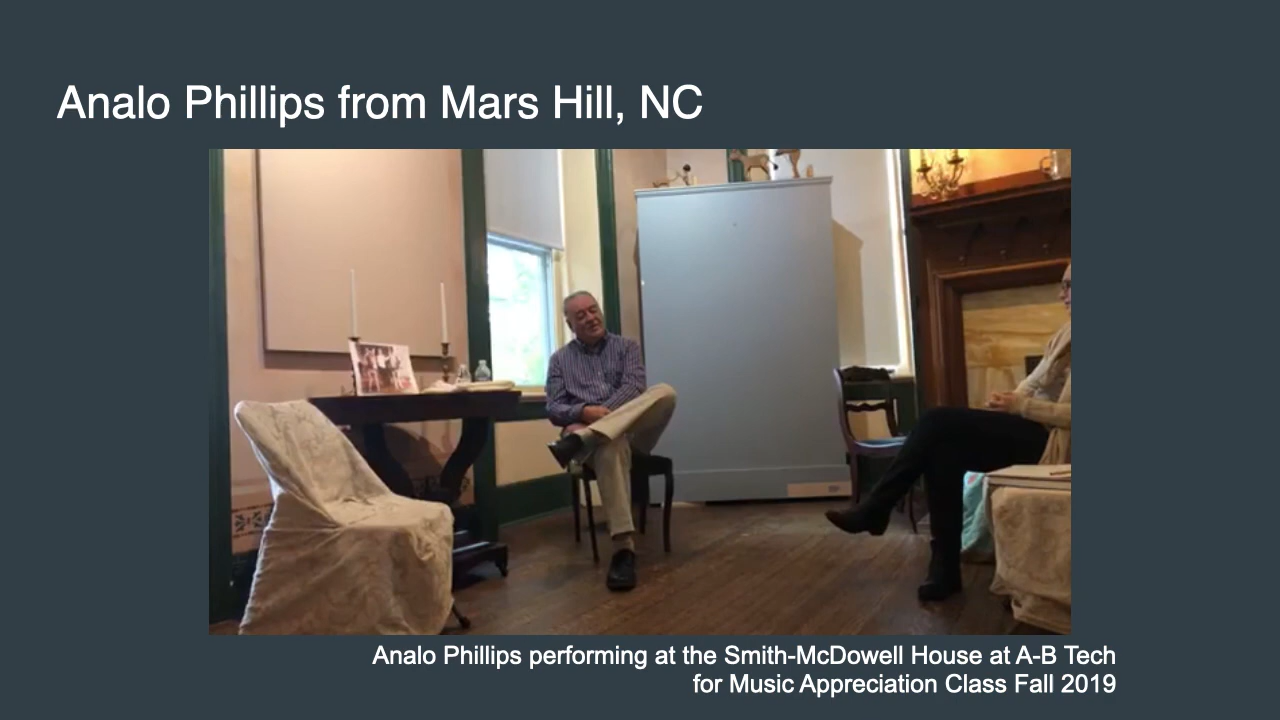 Analo Phillips from Mars Hill, NC
Analo Phillips performing at the Smith-McDowell House at A-B Tech
for Music Appreciation Class Fall 2019